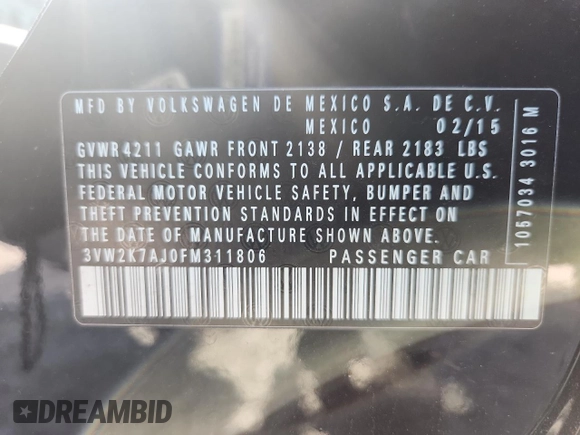 MFD BY VOLKSWAGEN DE MEXICO S.A. DE C.V.
MEXICO 02/15
GVWR 4211 GAWR FRONT 2138 / REAR 2183 LBS
THIS VEHICLE CONFORMS TO ALL APPLICABLE U.S.
FEDERAL MOTOR VEHICLE SAFETY, BUMPER AND
THEFT PREVENTION STANDARDS IN EFFECT ON
THE DATE OF MANUFACTURE SHOWN ABOVE.
3VW2K7AJ0FM311806 PASSENGER CAR
1057034 3016 M
DREAMBID